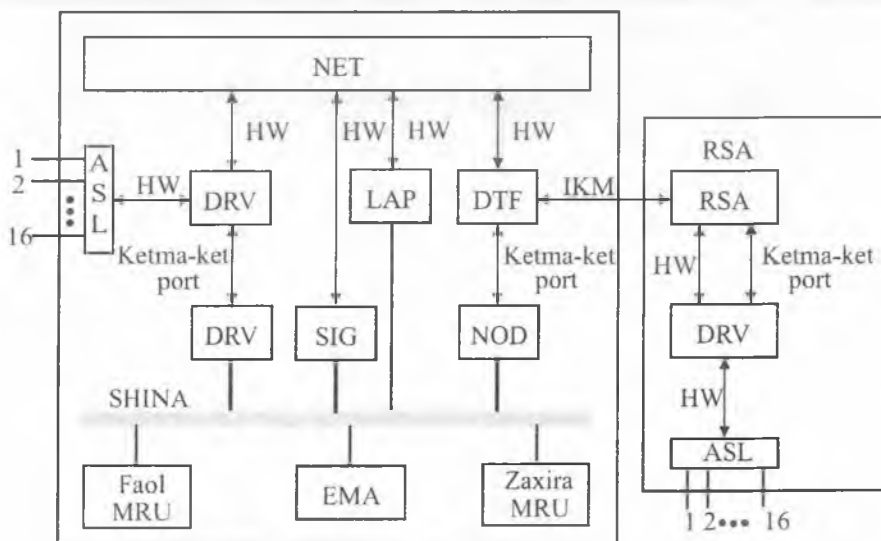 NET
HW
HW
HW
HW
1
2
16
A
S
L
HW
DRV
LAP
DTF
IKM
RSA
RSA
Ketma-ket
port
Ketma-ket
port
HW
Ketma-ket
port
DRV
SIG
NOD
DRV
SHINA
HW
Faol
MRU
EMA
Zaxira
MRU
ASL
1 2 ••• 16